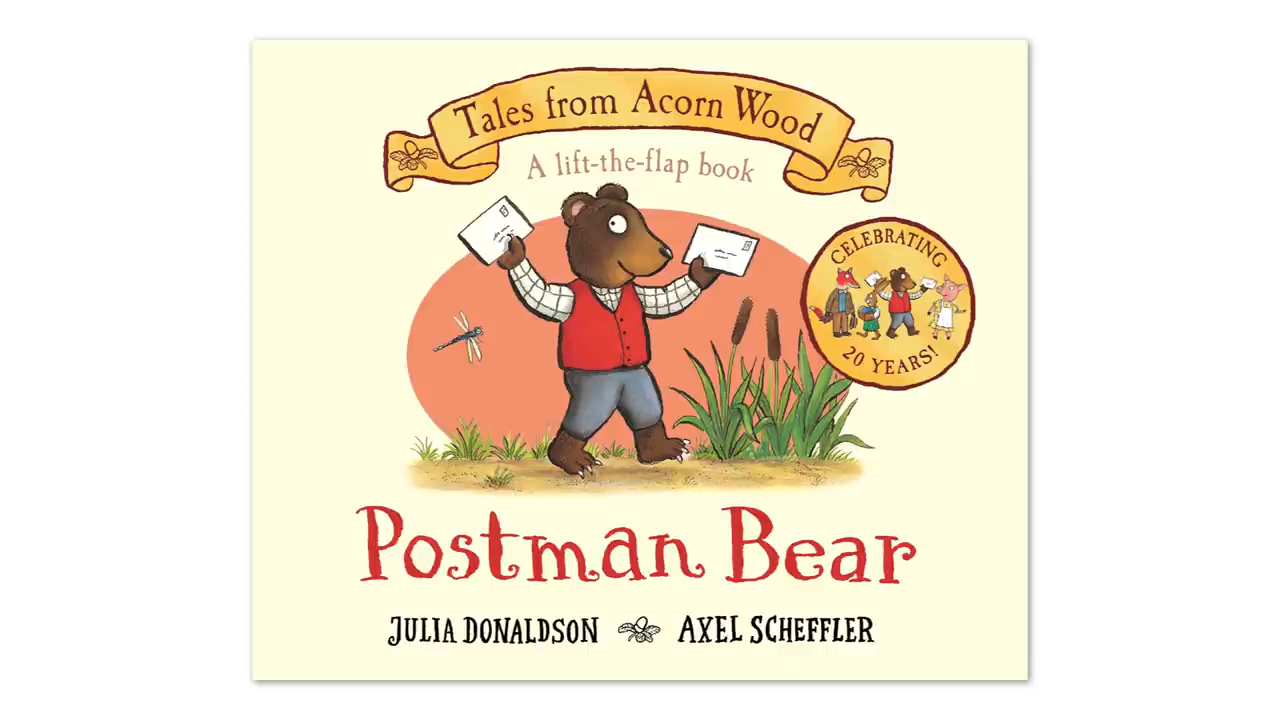 Tales from Acorn Wood
A lift-the-flap book
CELEBRATING
20 YEARS!
Postman Bear
JULIA DONALDSON AXEL SCHEFFLER